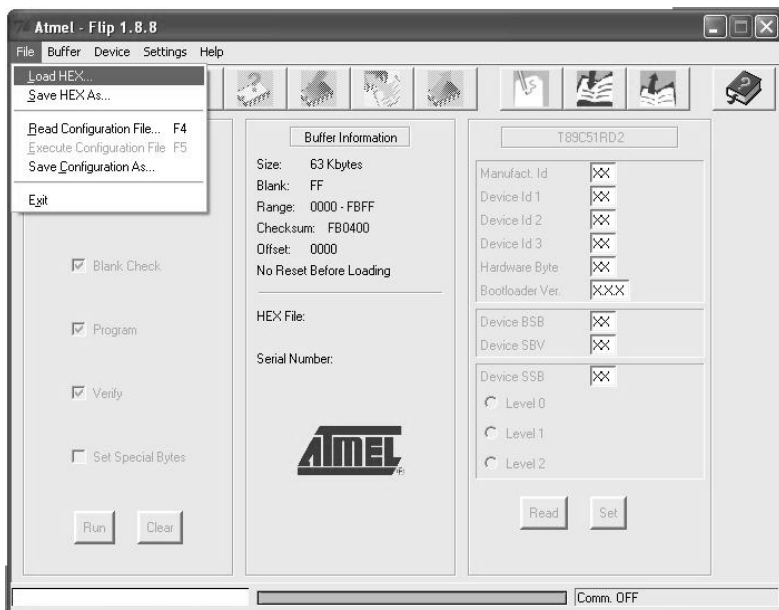 Atmel - Flip 1.8.8
File Buffer Device Settings Help
Load HEX...
Save HEX As...
Read Configuration File... F4
Execute Configuration File F5
Save Configuration As...
Exit
Blank Check
Program
Verify
Set Special Bytes
Run Clear
Buffer Information
Size: 63 Kbytes
Blank: FF
Range: 0000 - FBFF
Checksum: FB0400
Offset: 0000
No Reset Before Loading
HEX File:
Serial Number:
ATMEL®
T89C51RD2
Manufact. Id XX
Device Id 1 XX
Device Id 2 XX
Device Id 3 XX
Hardware Byte XX
Bootloader Ver. XXX
Device BSB XX
Device SBV XX
Device SSB XX
Level 0
Level 1
Level 2
Read Set
Comm. OFF